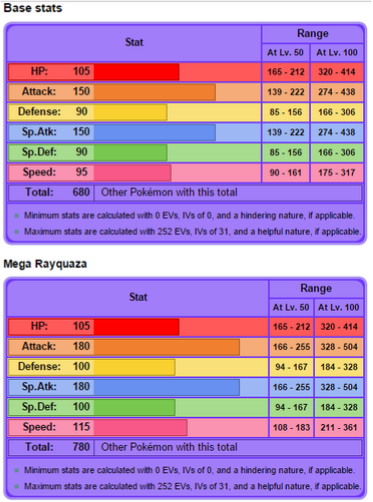 Base stats
Stat Range
At Lv. 50 At Lv. 100
HP: 105 165 - 212 320 - 414
Attack: 150 139 - 222 274 - 438
Defense: 90 85 - 156 166 - 306
Sp.Atk: 150 139 - 222 274 - 438
Sp.Def: 90 85 - 156 166 - 306
Speed: 95 90 - 161 175 - 317
Total: 680 Other Pokémon with this total
Minimum stats are calculated with 0 EVs, IVs of 0, and a hindering nature, if applicable.
Maximum stats are calculated with 252 EVs, IVs of 31, and a helpful nature, if applicable.
Mega Rayquaza
Stat Range
At Lv. 50 At Lv. 100
HP: 105 165 - 212 320 - 414
Attack: 180 166 - 255 328 - 504
Defense: 100 94 - 167 184 - 328
Sp.Atk: 180 166 - 255 328 - 504
Sp.Def: 100 94 - 167 184 - 328
Speed: 115 108 - 183 211 - 361
Total: 780 Other Pokémon with this total
Minimum stats are calculated with 0 EVs, IVs of 0, and a hindering nature, if applicable.
Maximum stats are calculated with 252 EVs, IVs of 31, and a helpful nature, if applicable.